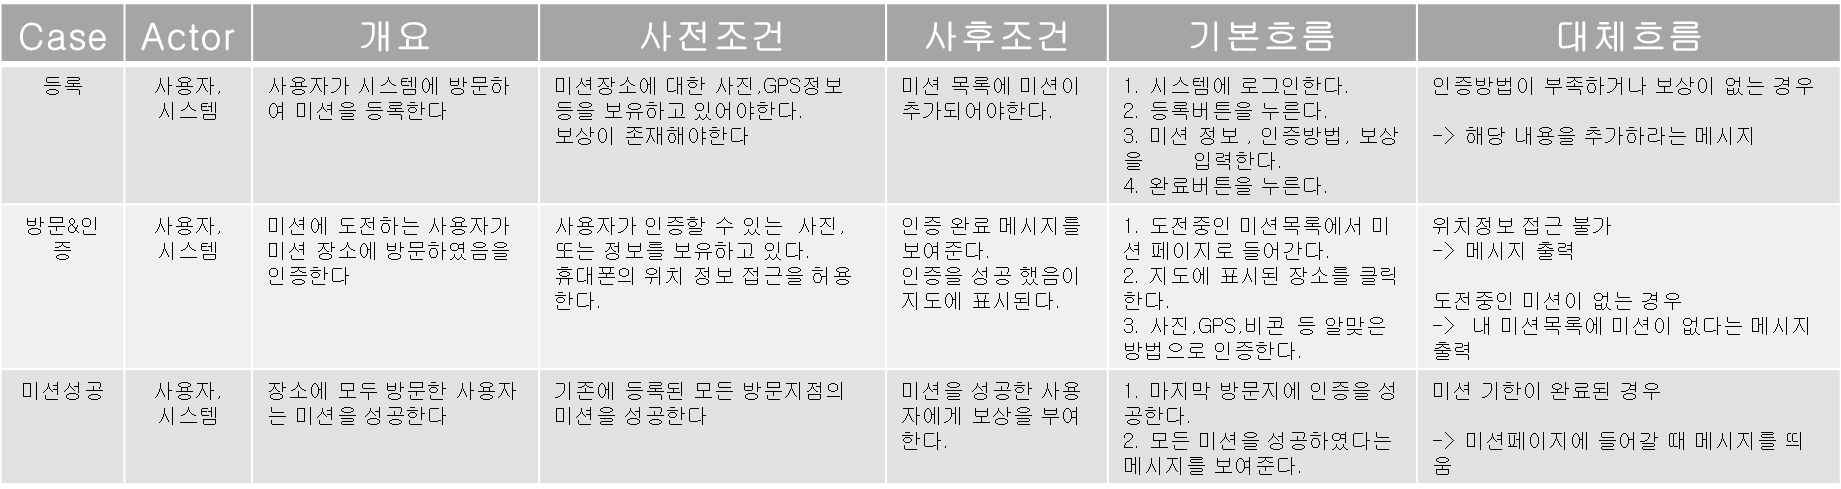 Case
Actor
개요
사전조건
사후조건
기본흐름
대체흐름
등록
사용자,
시스템
사용자가 시스템에 방문하
여 미션을 등록한다
미션장소에 대한 사진,GPS정보
등을 보유하고 있어야한다.
보상이 존재해야한다
미션 목록에 미션이
추가되어야한다.
1. 시스템에 로그인한다.
2. 등록버튼을 누른다.
3. 미션 정보 , 인증방법, 보상
을 입력한다.
4. 완료버튼을 누른다.
인증방법이 부족하거나 보상이 없는 경우
-> 해당 내용을 추가하라는 메시지
방문&인
증
사용자,
시스템
미션에 도전하는 사용자가
미션 장소에 방문하였음을
인증한다
사용자가 인증할 수 있는 사진,
또는 정보를 보유하고 있다.
휴대폰의 위치 정보 접근을 허용
한다.
인증 완료 메시지를
보여준다.
인증을 성공 했음이
지도에 표시된다.
1. 도전중인 미션목록에서 미
션 페이지로 들어간다.
2. 지도에 표시된 장소를 클릭
한다.
3. 사진,GPS,비콘 등 알맞은
방법으로 인증한다.
위치정보 접근 불가
-> 메시지 출력
도전중인 미션이 없는 경우
-> 내 미션목록에 미션이 없다는 메시지
출력
미션성공
사용자,
시스템
장소에 모두 방문한 사용자
는 미션을 성공한다
기존에 등록된 모든 방문지점의
미션을 성공한다
미션을 성공한 사용
자에게 보상을 부여
한다.
1. 마지막 방문지에 인증을 성
공한다.
2. 모든 미션을 성공하였다는
메시지를 보여준다.
미션 기한이 완료된 경우
-> 미션페이지에 들어갈 때 메시지를 띄
움